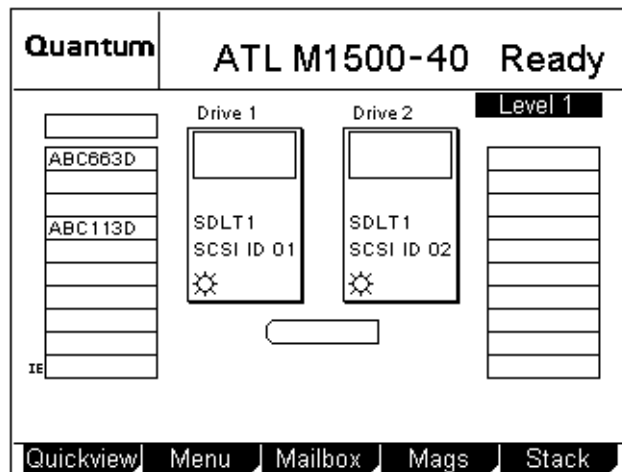 Quantum
ATL M1500-40 Ready
Level 1
Drive 1
Drive 2
ABC663D
ABC113D
SDLT1
SCSI ID 01
SDLT1
SCSI ID 02
IE
Quickview Menu Mailbox Mags Stack